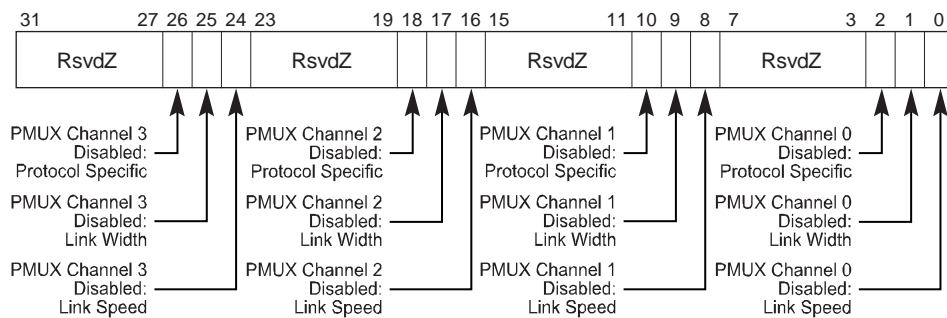 31 27 26 25 24 23 19 18 17 16 15 11 10 9 8 7 3 2 1 0
RsvdZ RsvdZ RsvdZ RsvdZ
PMUX Channel 3 PMUX Channel 2 PMUX Channel 1 PMUX Channel 0
Disabled: Disabled: Disabled: Disabled:
Protocol Specific Protocol Specific Protocol Specific Protocol Specific
PMUX Channel 3 PMUX Channel 2 PMUX Channel 1 PMUX Channel 0
Disabled: Disabled: Disabled: Disabled:
Link Width Link Width Link Width Link Width
PMUX Channel 3 PMUX Channel 2 PMUX Channel 1 PMUX Channel 0
Disabled: Disabled: Disabled: Disabled:
Link Speed Link Speed Link Speed Link Speed